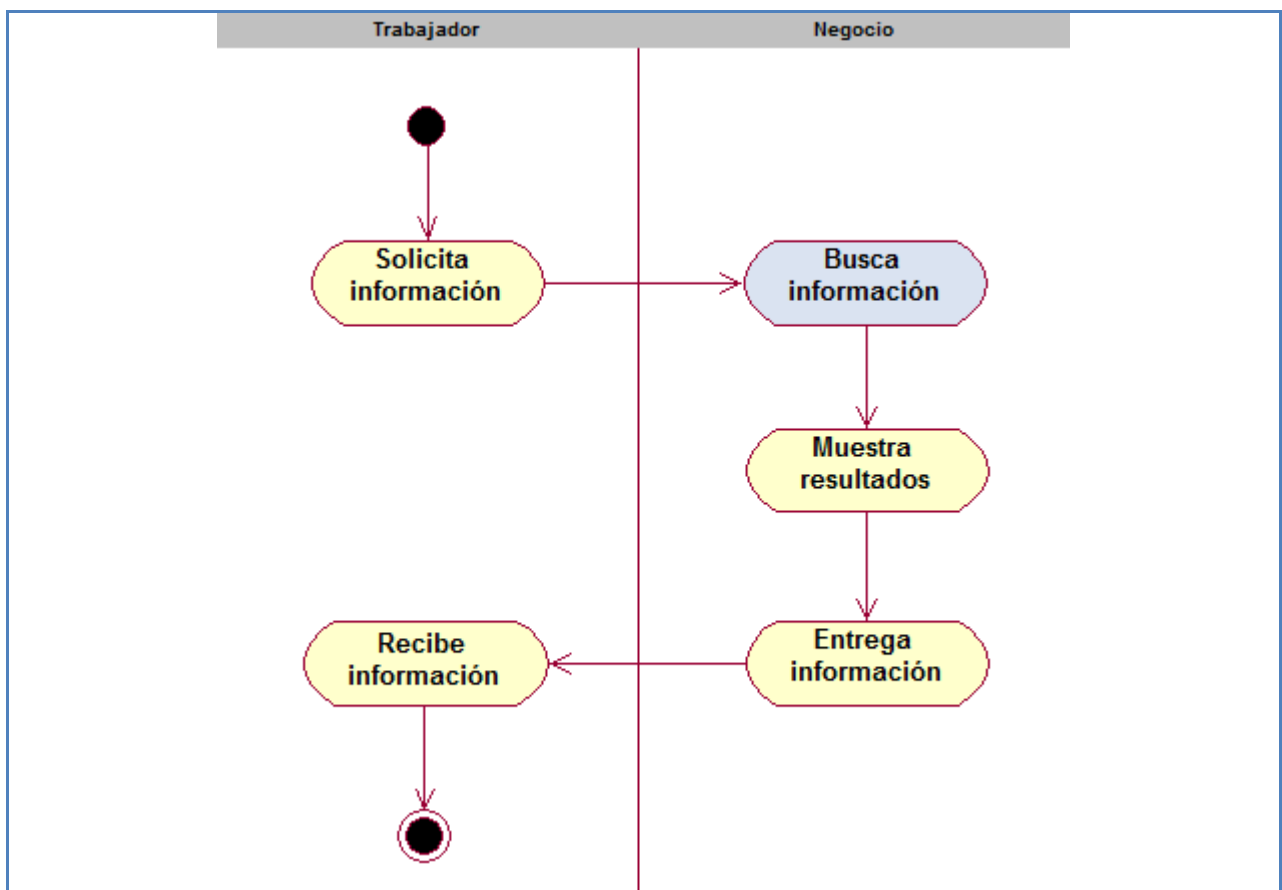 Trabajador
Negocio
Solicita
información
Busca
información
Muestra
resultados
Entrega
información
Recibe
información